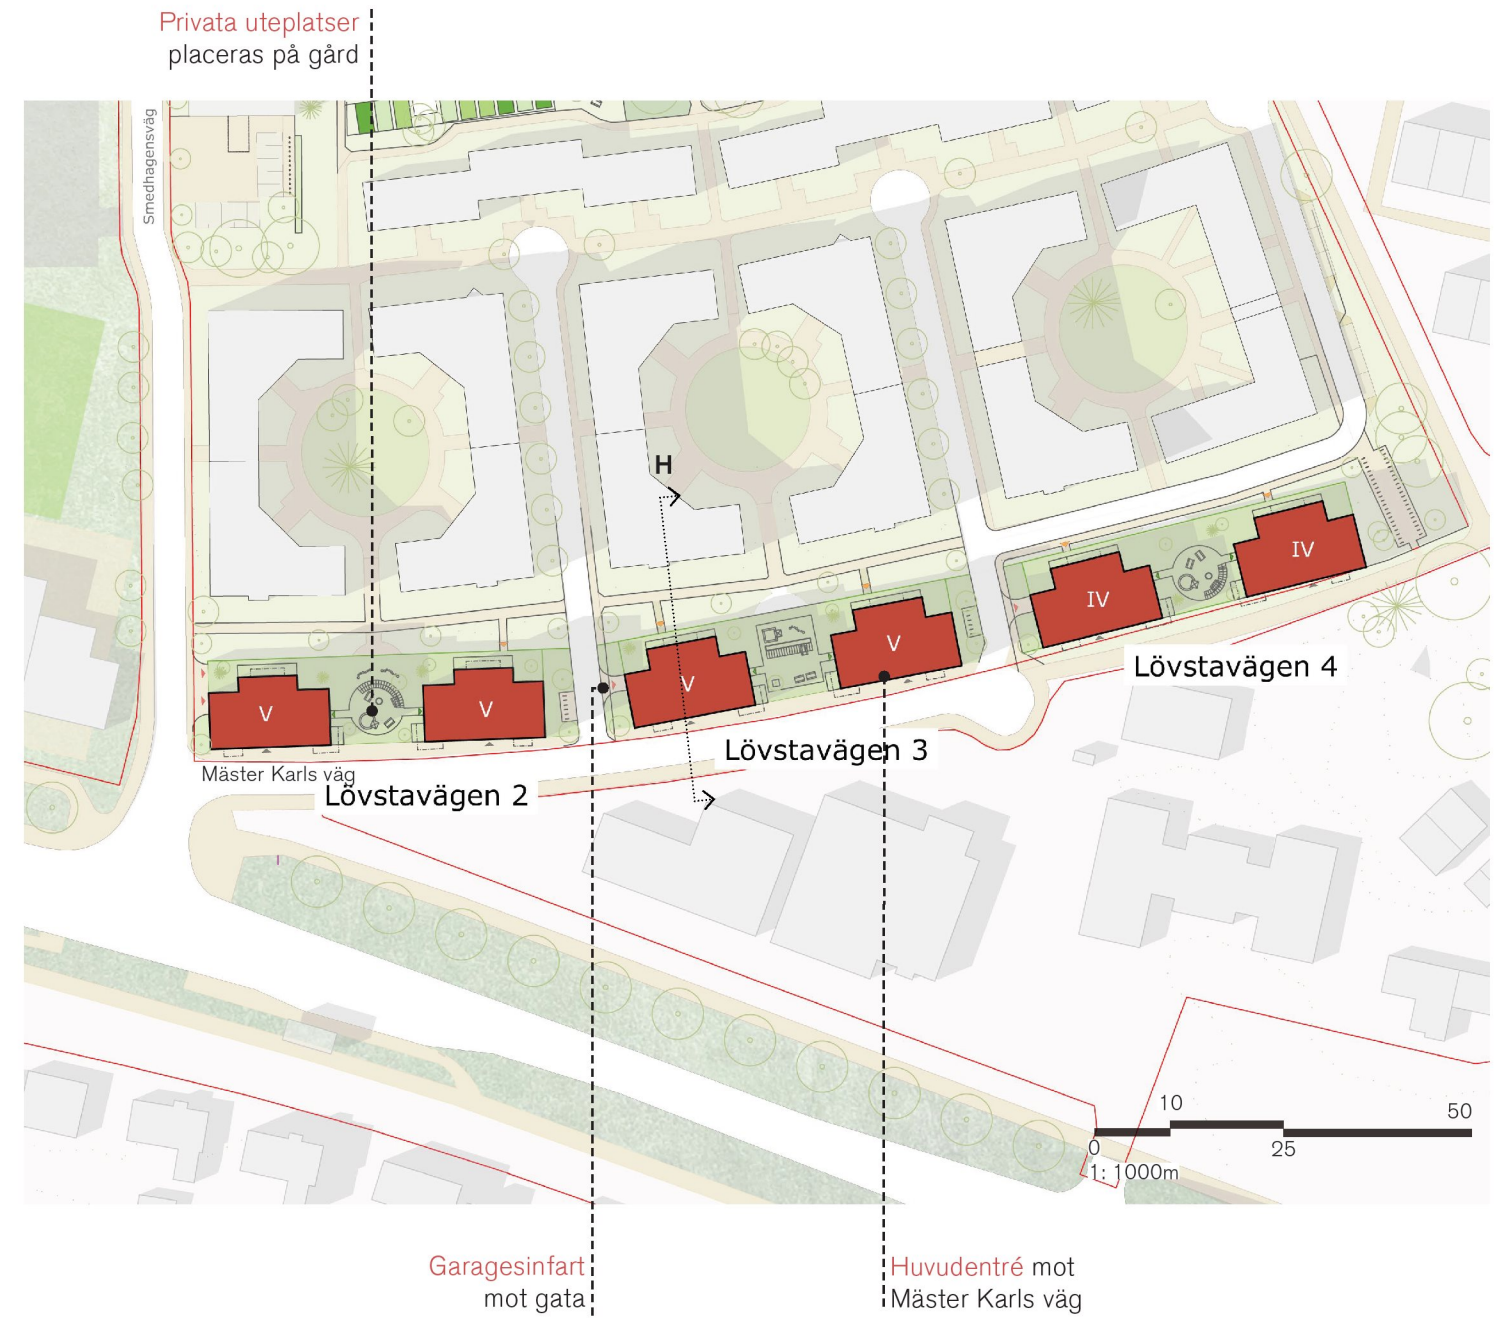 Privata uteplatser
placeras på gård
Smedhagensväg
H
IV
IV
V
V
V
V
Lövstavägen 4
Lövstavägen 3
Mäster Karls väg
Lövstavägen 2
10
50
0
25
1: 1000m
Garagesinfart
mot gata
Huvudentré mot
Mäster Karls väg